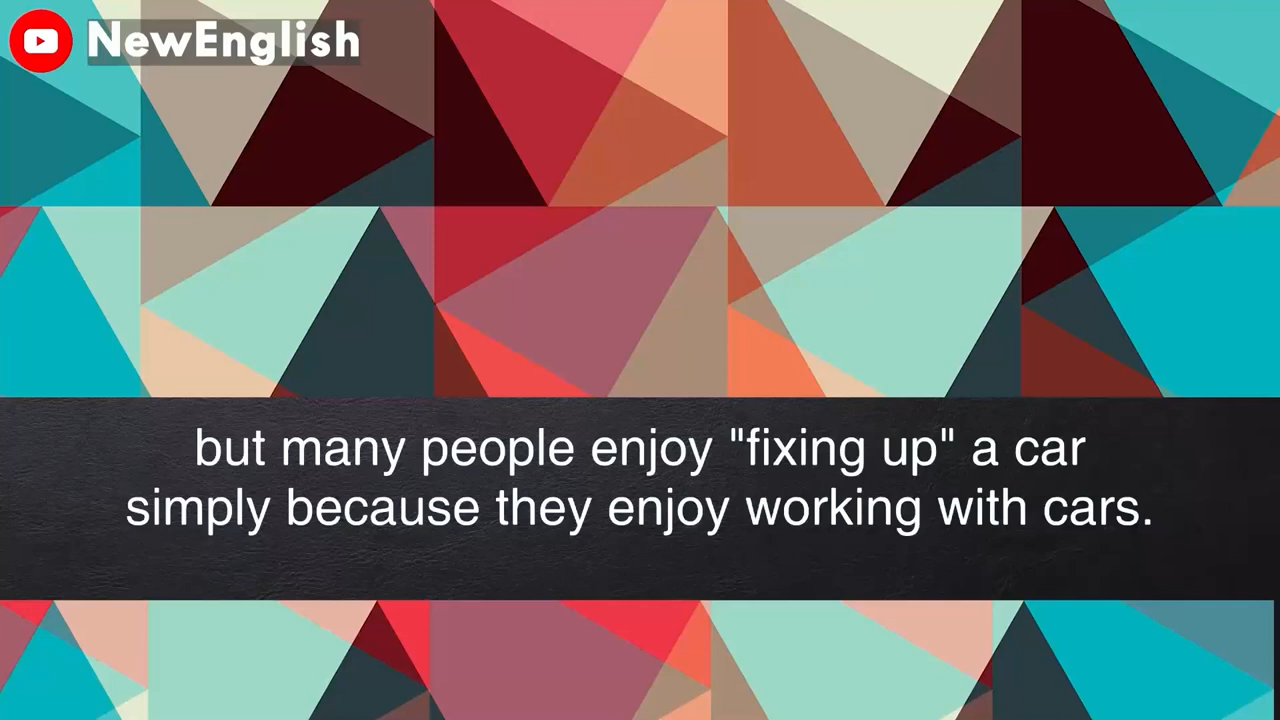 NewEnglish
but many people enjoy "fixing up" a car
simply because they enjoy working with cars.